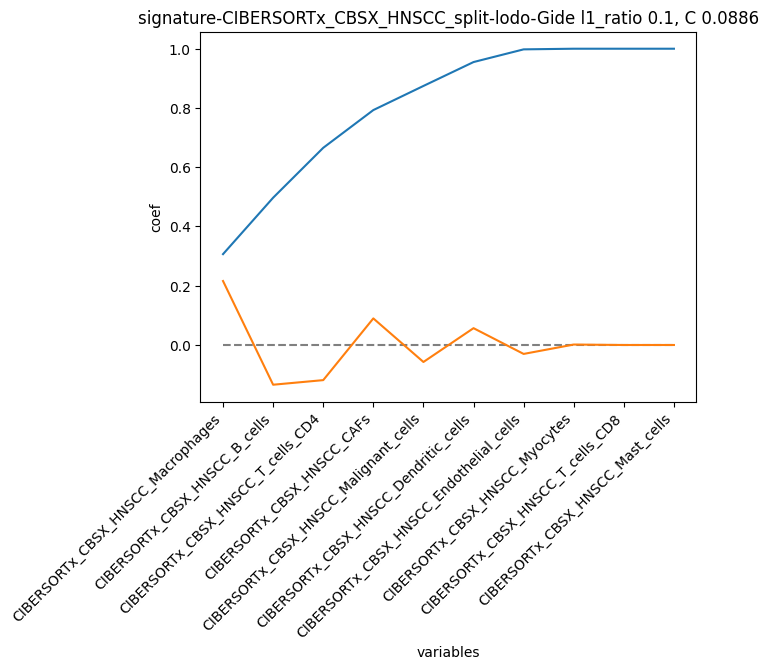 signature-CIBERSORTx_CBSX_HNSCC_split-lodo-Gide l1_ratio 0.1, C 0.0886
1.0
0.8
0.6
0.4
0.2
0.0
coef
CIBERSORTx_CBSX_HNSCC_Macrophages
CIBERSORTx_CBSX_HNSCC_B_cells
CIBERSORTx_CBSX_HNSCC_T_cells_CD4
CIBERSORTx_CBSX_HNSCC_CAFs
CIBERSORTx_CBSX_HNSCC_Malignant_cells
CIBERSORTx_CBSX_HNSCC_Dendritic_cells
CIBERSORTx_CBSX_HNSCC_Endothelial_cells
CIBERSORTx_CBSX_HNSCC_Myocytes
CIBERSORTx_CBSX_HNSCC_T_cells_CD8
CIBERSORTx_CBSX_HNSCC_Mast_cells
variables